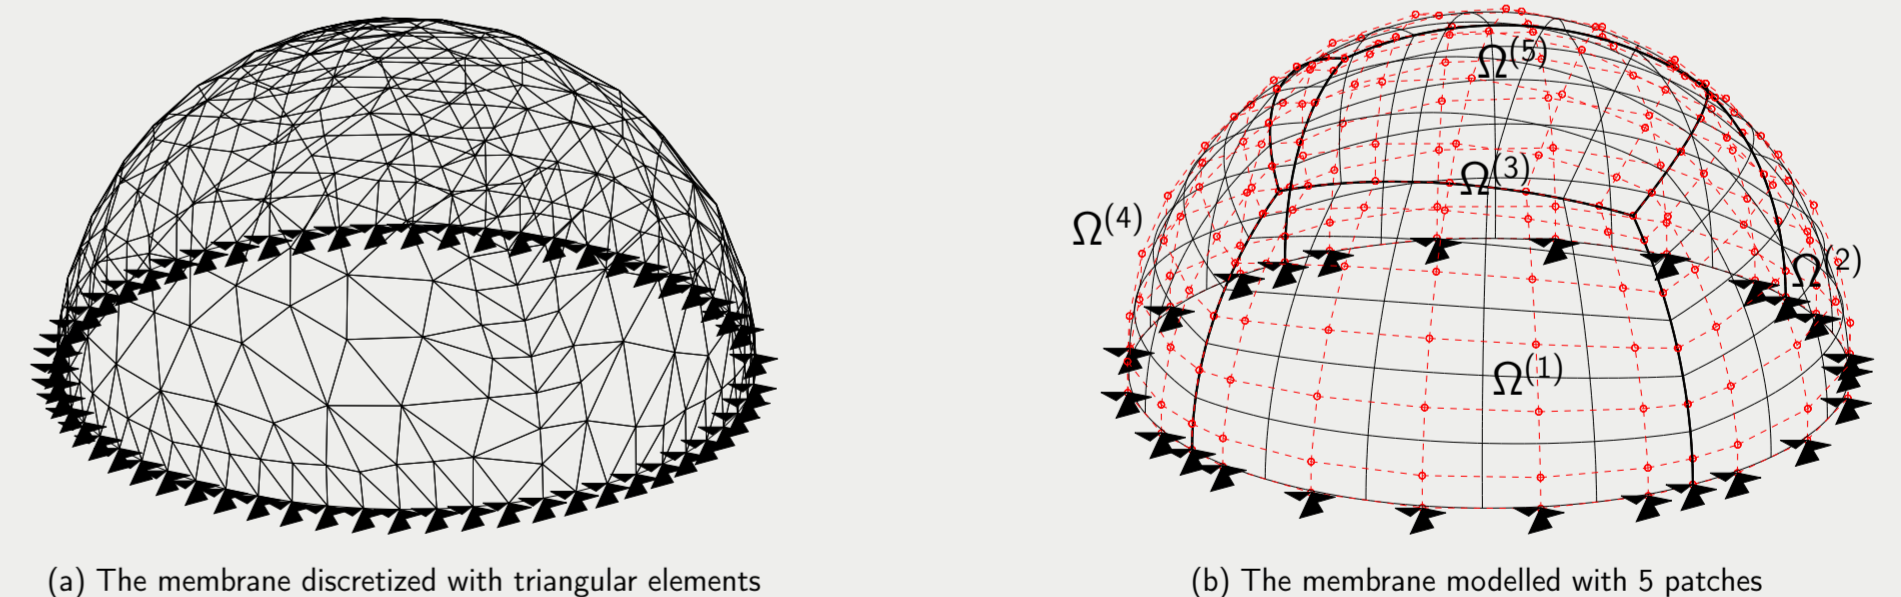 Ω(5)
Ω(3)
Ω(4)
Ω(2)
Ω(1)
(a) The membrane discretized with triangular elements
(b) The membrane modelled with 5 patches